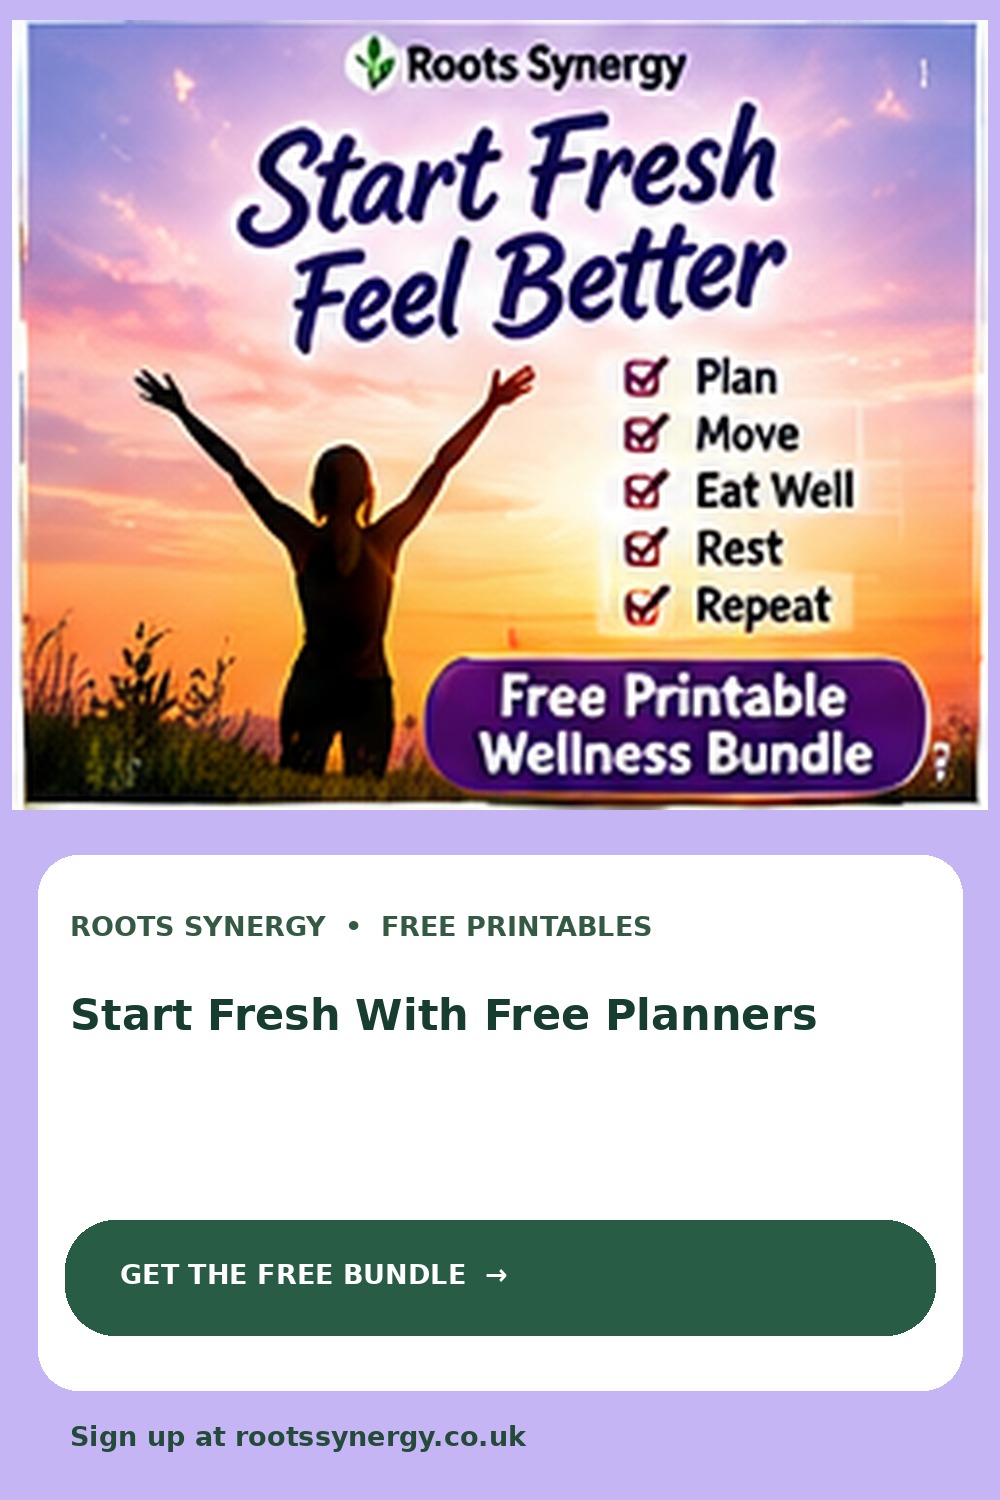 Roots Synergy
Start Fresh
Feel Better
Plan
Move
Eat Well
Rest
Repeat
Free Printable
Wellness Bundle
ROOTS SYNERGY • FREE PRINTABLES
Start Fresh With Free Planners
GET THE FREE BUNDLE →
Sign up at rootssynergy.co.uk